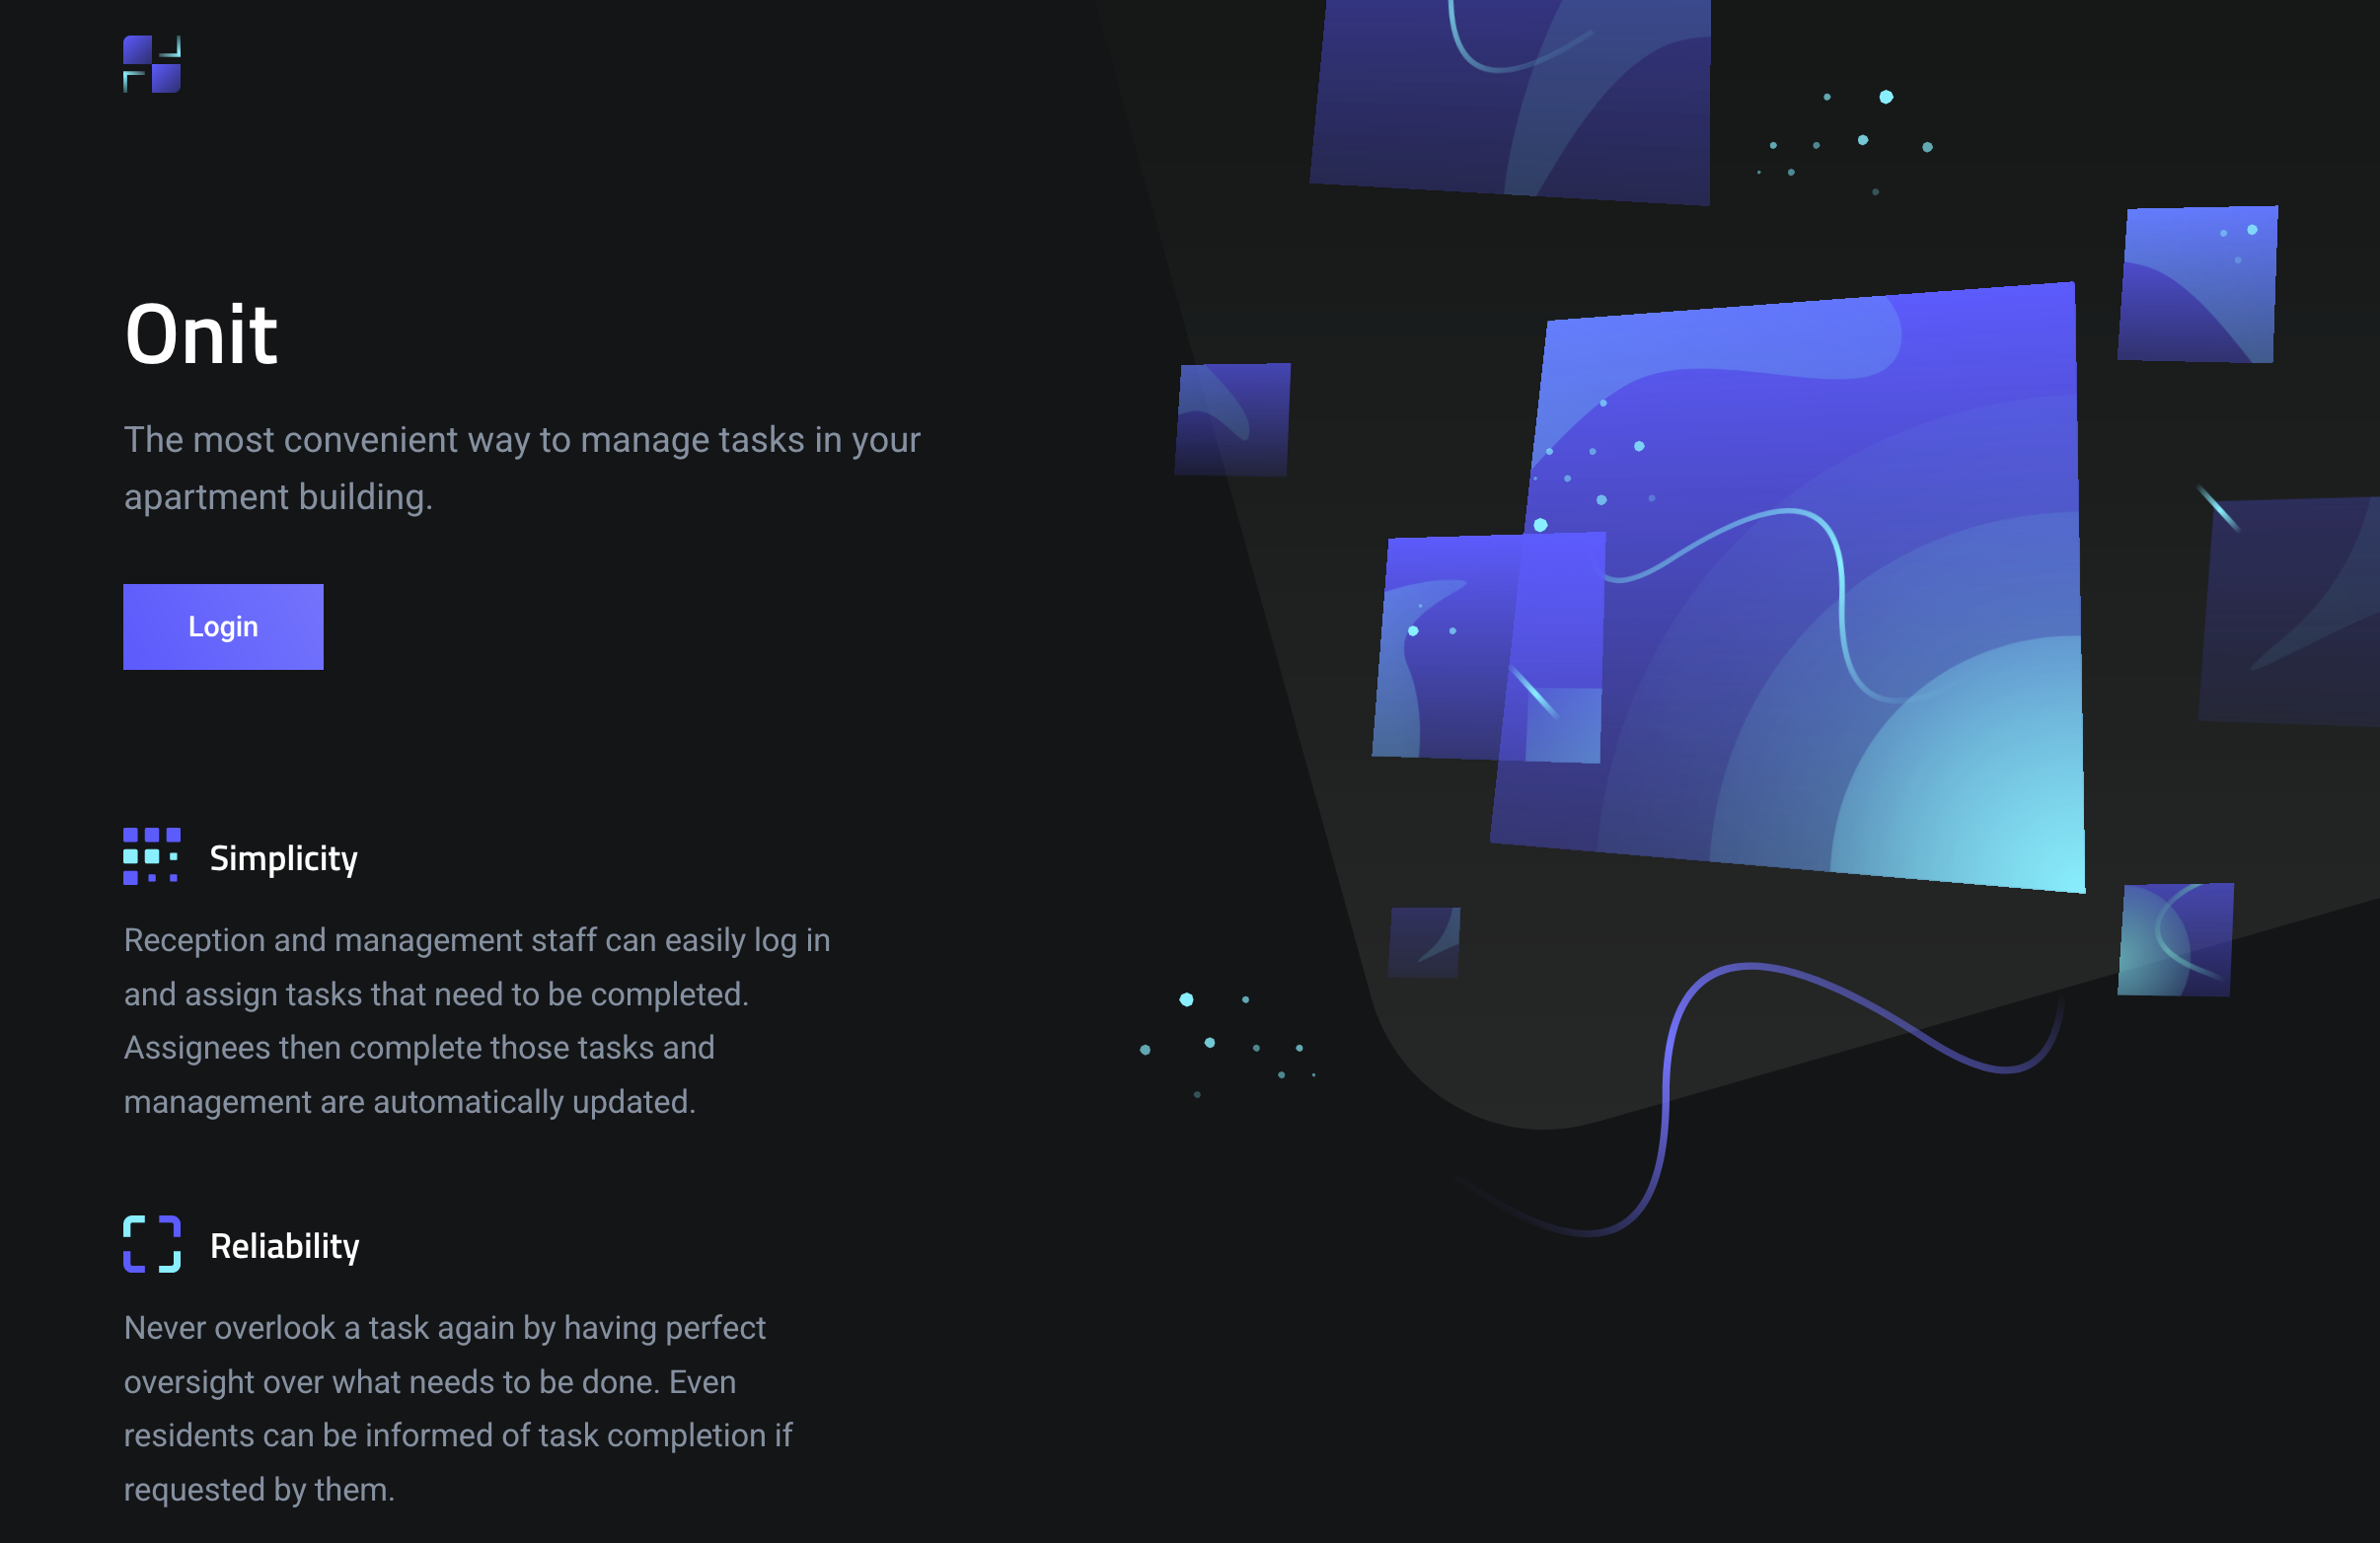 Onit
The most convenient way to manage tasks in your
apartment building.
Login
Simplicity
Reception and management staff can easily log in
and assign tasks that need to be completed.
Assignees then complete those tasks and
management are automatically updated.
Reliability
Never overlook a task again by having perfect
oversight over what needs to be done. Even
residents can be informed of task completion if
requested by them.